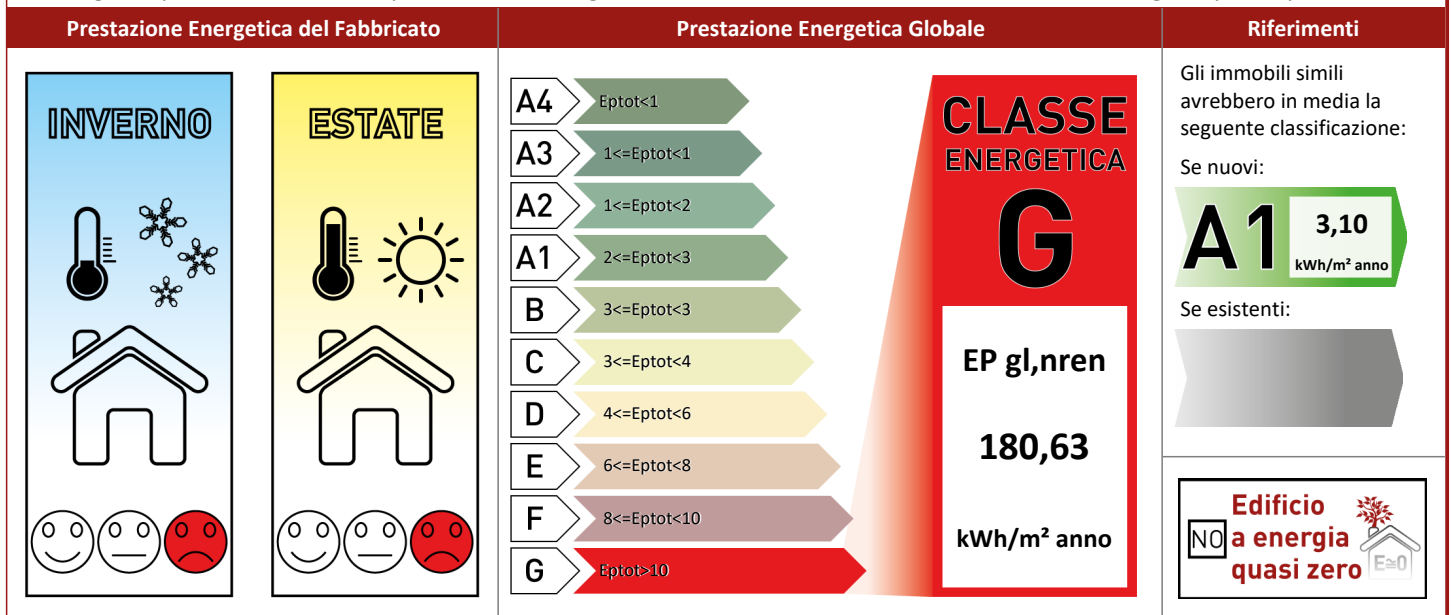 Prestazione Energetica del Fabbricato
Prestazione Energetica Globale
Riferimenti
INVERNO
ESTATE
A4
Eptot<1
A3
1<=Eptot<1
A2
1<=Eptot<2
A1
2<=Eptot<3
B
3<=Eptot<3
C
3<=Eptot<4
D
4<=Eptot<6
E
6<=Eptot<8
F
8<=Eptot<10
G
Eptot>10
CLASSE
ENERGETICA
G
EP gl,nren
180,63
kWh/m² anno
Gli immobili simili
avrebbero in media la
seguente classificazione:
Se nuovi:
A1
3,10
kWh/m² anno
Se esistenti:
NO
Edificio
a energia
quasi zero
E≅0